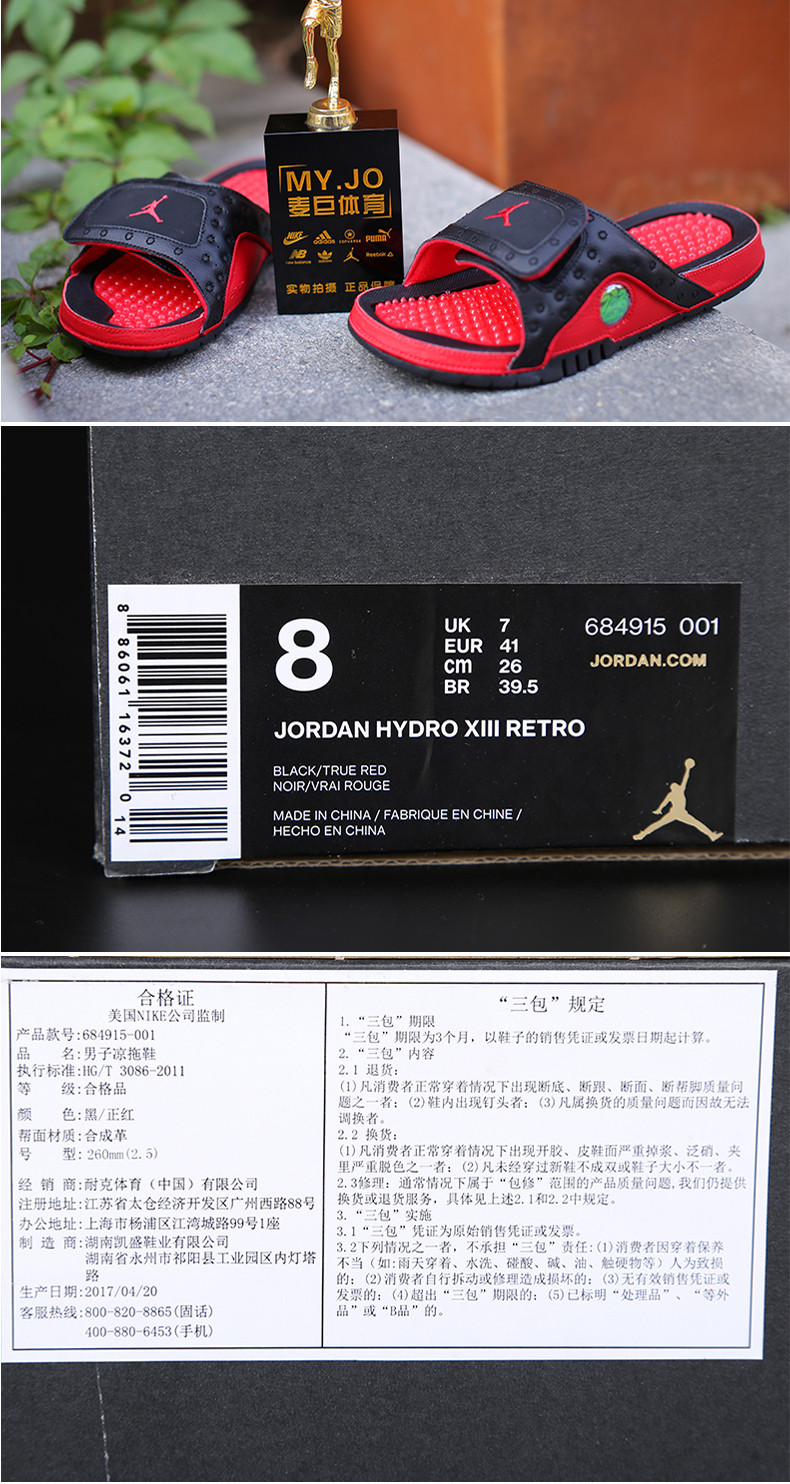 MY.JO
麦巨体育
NIKE adidas CONVERSE PUMA
new balance adidas Reebok
实物拍摄 正品保障
8 86061 16372 0 14
8
UK 7
EUR 41
cm 26
BR 39.5
684915 001
JORDAN.COM
JORDAN HYDRO XIII RETRO
BLACK/TRUE RED
NOIR/VRAI ROUGE
MADE IN CHINA / FABRIQUE EN CHINE /
HECHO EN CHINA
合格证
美国NIKE公司监制
产品款号:684915-001
品 名:男子凉拖鞋
执行标准:HG/T 3086-2011
等 级:合格品
颜 色:黑/正红
帮面材质:合成革
号 型:260mm(2.5)
经 销 商:耐克体育（中国）有限公司
注册地址:江苏省太仓经济开发区广州西路88号
办公地址:上海市杨浦区江湾城路99号1座
制 造 商:湖南凯盛鞋业有限公司
湖南省永州市祁阳县工业园区内灯塔
路
生产日期:2017/04/20
客服热线:800-820-8865(固话)
400-880-6453(手机)
“三包”规定
1.“三包”期限
“三包”期限为3个月，以鞋子的销售凭证或发票日期起计算。
2.“三包”内容
2.1 退货:
(1)凡消费者正常穿着情况下出现断底、断跟、断面、断帮脚质量问
题之一者; (2)鞋内出现钉头者; (3)凡属换货的质量问题而因故无法
调换者。
2.2 换货:
(1)凡消费者正常穿着情况下出现开胶、皮鞋面严重掉浆、泛硝、夹
里严重脱色之一者; (2)凡未经穿过新鞋不成双或鞋子大小不一者。
2.3修理: 通常情况下属于“包修”范围的产品质量问题,我们仍提供
换货或退货服务，具体见上述2.1和2.2中规定。
3.“三包”实施
3.1“三包”凭证为原始销售凭证或发票。
3.2下列情况之一者，不承担“三包”责任:(1)消费者因穿着保养
不当(如:雨天穿着、水洗、碰酸、碱、油、触硬物等) 人为致损
的; (2)消费者自行拆动或修理造成损坏的; (3)无有效销售凭证或
发票的; (4)超出“三包”期限的; (5)已标明“处理品”、“等外
品”或“B品”的。